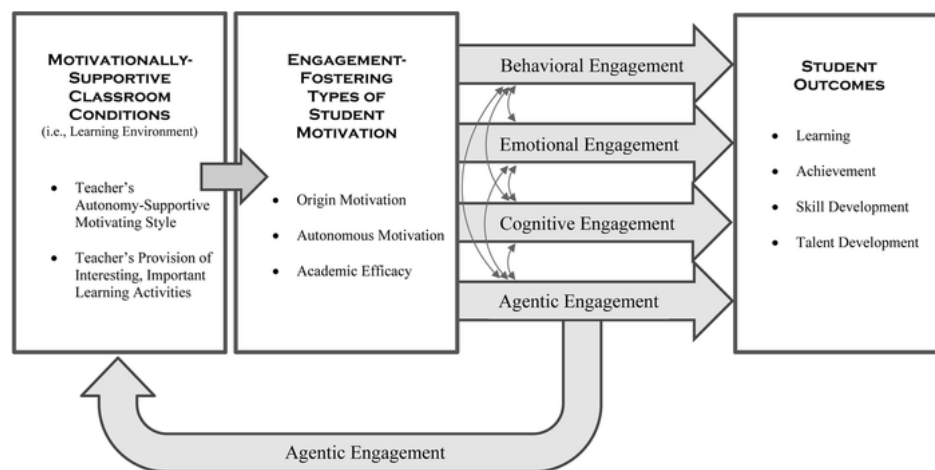 MOTIVATIONALLY-
SUPPORTIVE
CLASSROOM
CONDITIONS
(i.e., Learning Environment)
• Teacher's
Autonomy-Supportive
Motivating Style
• Teacher's Provision of
Interesting, Important
Learning Activities
ENGAGEMENT-
FOSTERING
TYPES OF
STUDENT
MOTIVATION
• Origin Motivation
• Autonomous Motivation
• Academic Efficacy
Behavioral Engagement
Emotional Engagement
Cognitive Engagement
Agentic Engagement
STUDENT
OUTCOMES
• Learning
• Achievement
• Skill Development
• Talent Development
Agentic Engagement